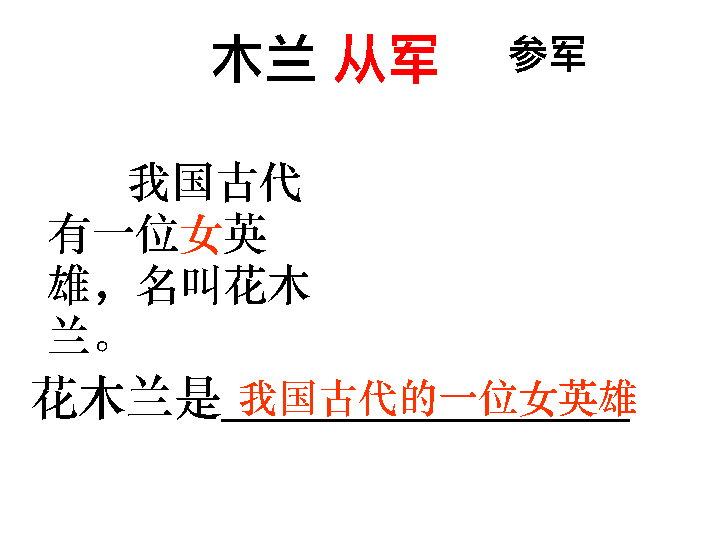 木兰 从军 参军
我国古代
有一位女英
雄，名叫花木
兰。
花木兰是我国古代的一位女英雄